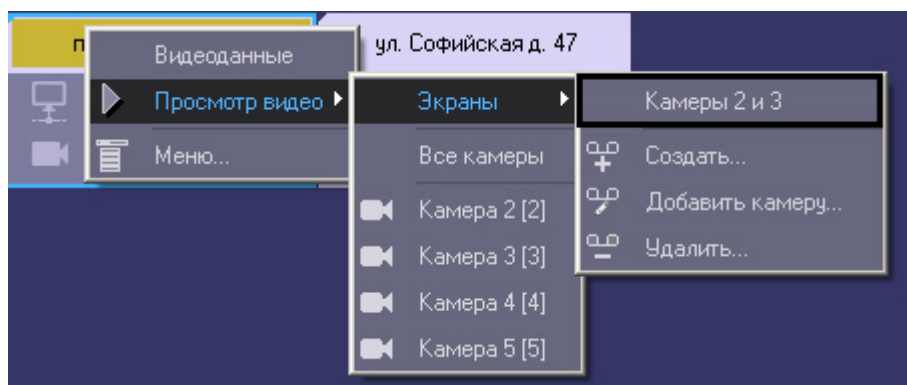 п
ул. Софийская д. 47
Видеоданные
Просмотр видео
Меню...
Экраны
Все камеры
Камера 2 [2]
Камера 3 [3]
Камера 4 [4]
Камера 5 [5]
Камеры 2 и 3
Создать...
Добавить камеру...
Удалить...